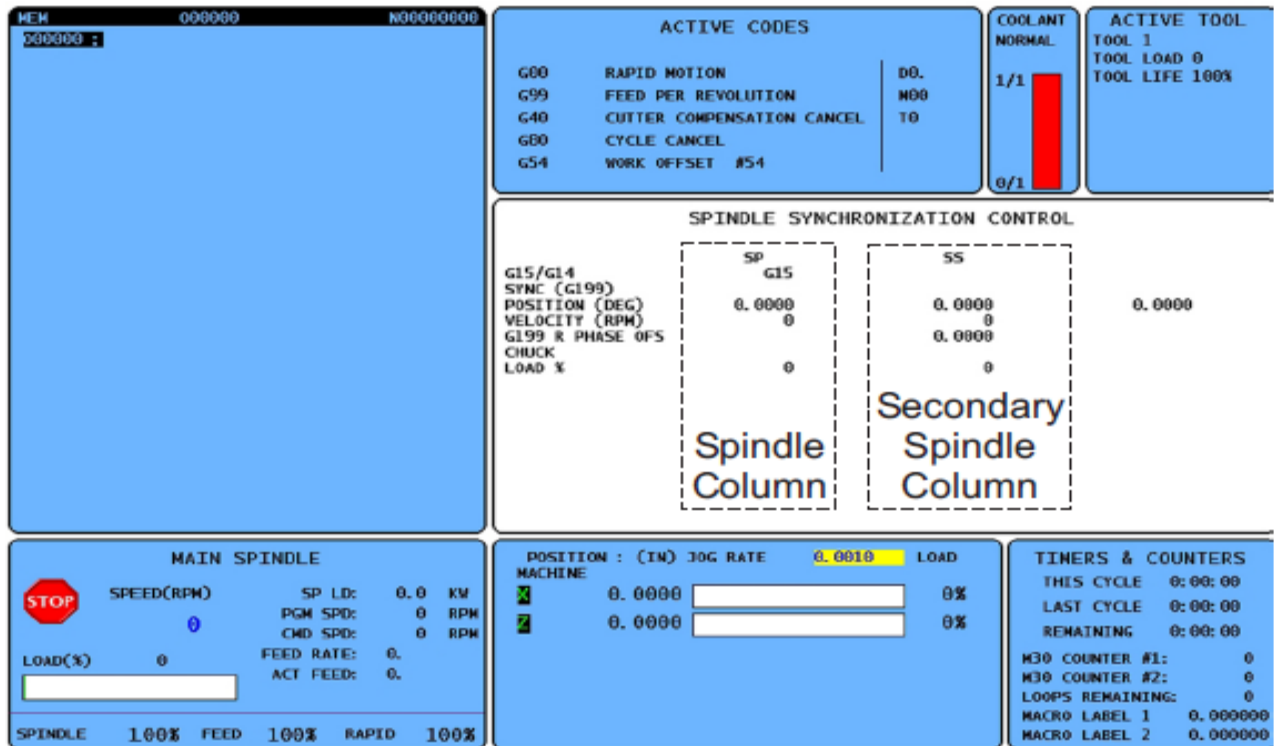 MEM O00000 N00000000
O00000 ;
ACTIVE CODES
G00 RAPID MOTION D0.
G99 FEED PER REVOLUTION M00
G40 CUTTER COMPENSATION CANCEL T0
G80 CYCLE CANCEL
G54 WORK OFFSET #54
COOLANT
NORMAL
1/1
0/1
ACTIVE TOOL
TOOL 1
TOOL LOAD 0
TOOL LIFE 100%
SPINDLE SYNCHRONIZATION CONTROL
SP SS
G15/G14 G15
SYNC (G199)
POSITION (DEG) 0.0000 0.0000 0.0000
VELOCITY (RPM) 0 0
G199 R PHASE OFS 0.0000
CHUCK
LOAD % 0 0
Spindle
Column
Secondary
Spindle
Column
MAIN SPINDLE
STOP
SPEED(RPM)
0
SP LD: 0.0 KW
PGM SPD: 0 RPM
CMD SPD: 0 RPM
FEED RATE: 0.
ACT FEED: 0.
LOAD(%) 0
SPINDLE 100% FEED 100% RAPID 100%
POSITION : (IN) JOG RATE 0.0010 LOAD
MACHINE
X 0.0000 0%
Z 0.0000 0%
TIMERS & COUNTERS
THIS CYCLE 0:00:00
LAST CYCLE 0:00:00
REMAINING 0:00:00
M30 COUNTER #1: 0
M30 COUNTER #2: 0
LOOPS REMAINING: 0
MACRO LABEL 1 0.000000
MACRO LABEL 2 0.000000